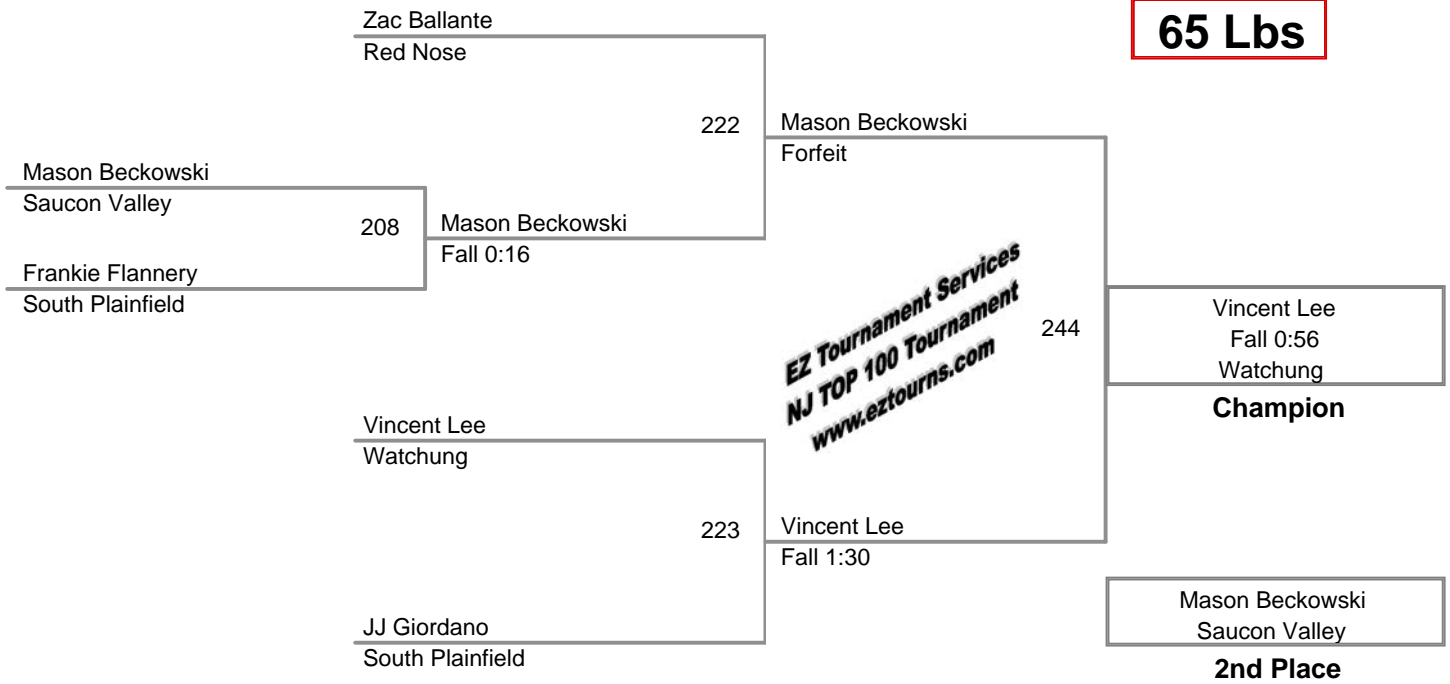 65 Lbs
Zac Ballante
Red Nose
222
Mason Beckowski
Forfeit
Mason Beckowski
Saucon Valley
208
Mason Beckowski
Fall 0:16
Frankie Flannery
South Plainfield
EZ Tournament Services
NJ TOP 100 Tournament
www.eztourns.com
244
Vincent Lee
Fall 0:56
Watchung
Champion
Vincent Lee
Watchung
223
Vincent Lee
Fall 1:30
JJ Giordano
South Plainfield
Mason Beckowski
Saucon Valley
2nd Place